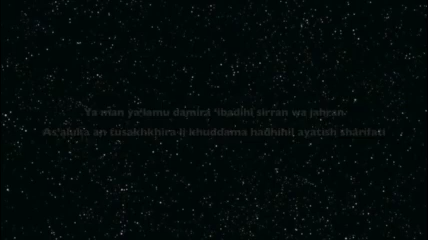 Ya man ya'lamu damira 'ibadihi sirran wa jahran
As'aluka an tusakhkhira li khuddama hadhihil ayatish sharifati